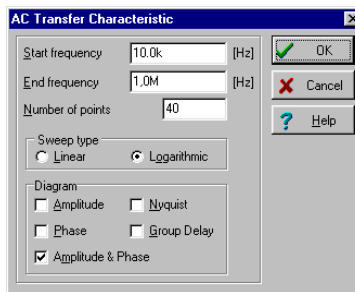 AC Transfer Characteristic
Start frequency 10.0k [Hz]
End frequency 1,0M [Hz]
Number of points 40
Sweep type
Linear Logarithmic
Diagram
Amplitude Nyquist
Phase Group Delay
Amplitude & Phase
OK
Cancel
Help